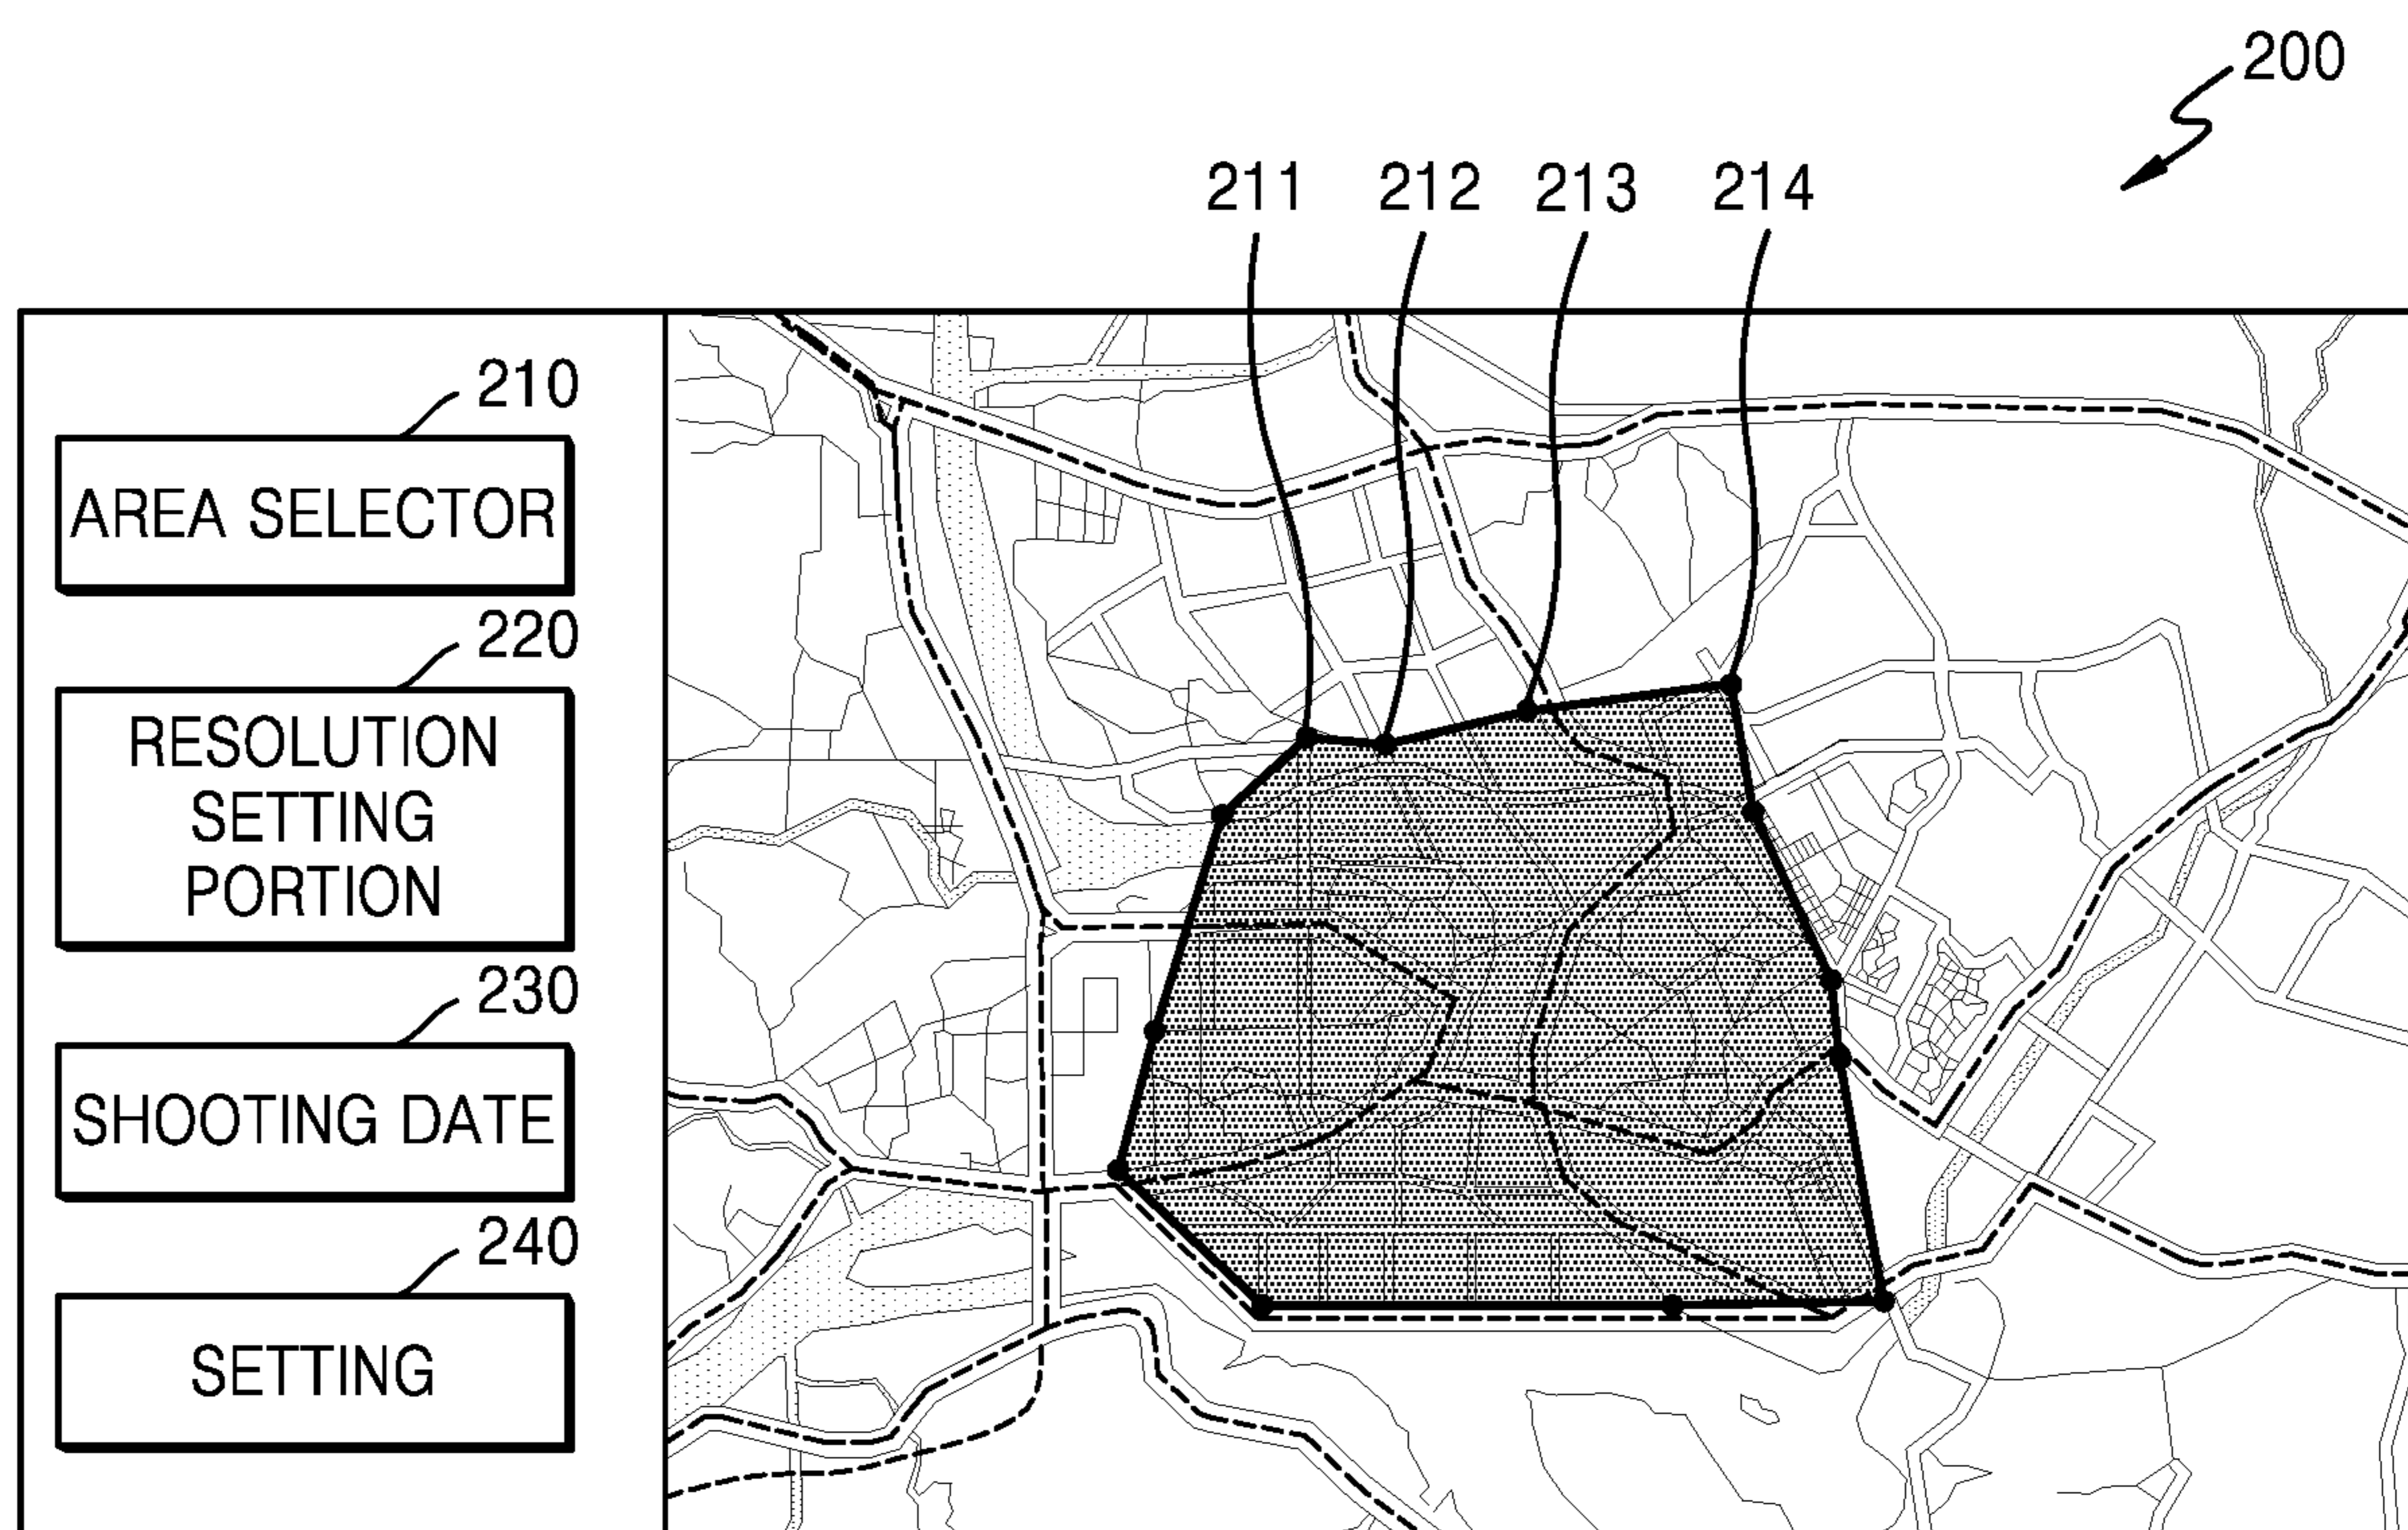 200
211 212 213 214
210
AREA SELECTOR
220
RESOLUTION
SETTING
PORTION
230
SHOOTING DATE
240
SETTING